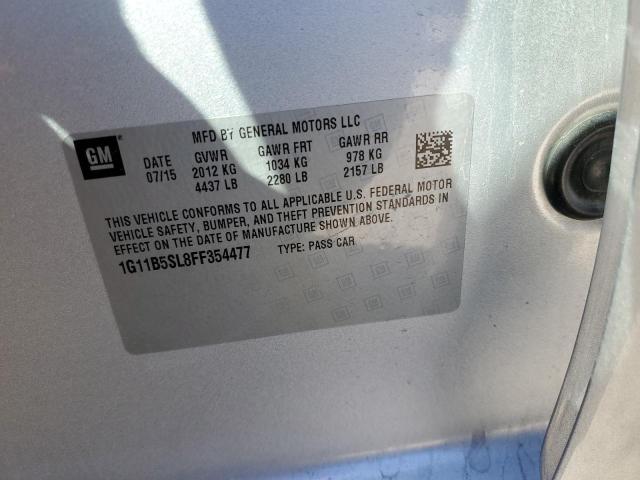 GM
MFD BY GENERAL MOTORS LLC
DATE GVWR GAWR FRT GAWR RR
07/15 2012 KG 1034 KG 978 KG
4437 LB 2280 LB 2157 LB
THIS VEHICLE CONFORMS TO ALL APPLICABLE U.S. FEDERAL MOTOR
VEHICLE SAFETY, BUMPER, AND THEFT PREVENTION STANDARDS IN
EFFECT ON THE DATE OF MANUFACTURE SHOWN ABOVE.
1G11B5SL8FF354477 TYPE: PASS CAR